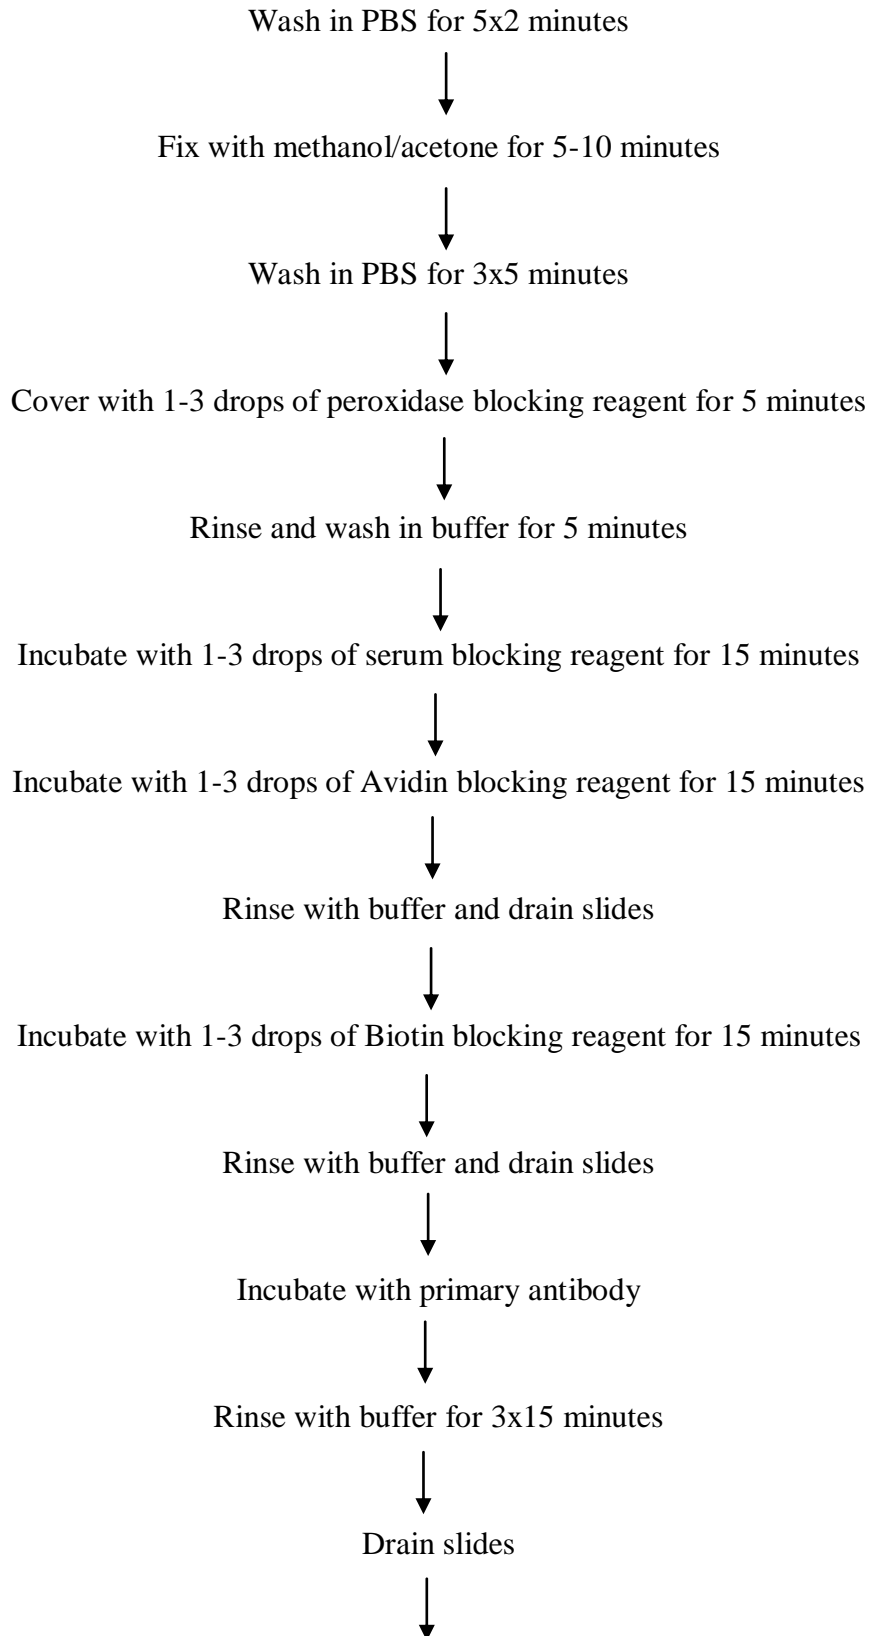 Wash in PBS for 5x2 minutes
Fix with methanol/acetone for 5-10 minutes
Wash in PBS for 3x5 minutes
Cover with 1-3 drops of peroxidase blocking reagent for 5 minutes
Rinse and wash in buffer for 5 minutes
Incubate with 1-3 drops of serum blocking reagent for 15 minutes
Incubate with 1-3 drops of Avidin blocking reagent for 15 minutes
Rinse with buffer and drain slides
Incubate with 1-3 drops of Biotin blocking reagent for 15 minutes
Rinse with buffer and drain slides
Incubate with primary antibody
Rinse with buffer for 3x15 minutes
Drain slides